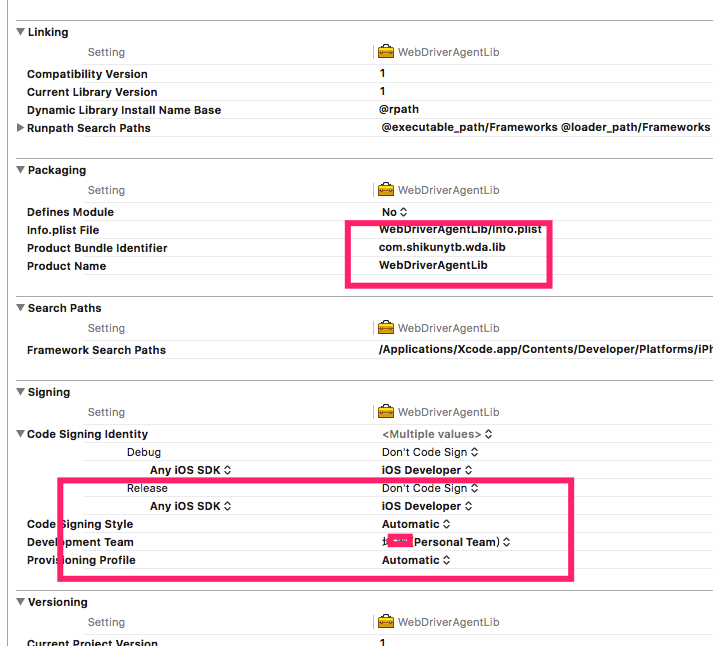 Linking
Setting WebDriverAgentLib
Compatibility Version 1
Current Library Version 1
Dynamic Library Install Name Base @rpath
Runpath Search Paths @executable_path/Frameworks @loader_path/Frameworks
Packaging
Setting WebDriverAgentLib
Defines Module No
Info.plist File WebDriverAgentLib/Info.plist
Product Bundle Identifier com.shikunytb.wda.lib
Product Name WebDriverAgentLib
Search Paths
Setting WebDriverAgentLib
Framework Search Paths /Applications/Xcode.app/Contents/Developer/Platforms/iPh
Signing
Setting WebDriverAgentLib
Code Signing Identity <Multiple values>
Debug Don't Code Sign
Any iOS SDK iOS Developer
Release Don't Code Sign
Any iOS SDK iOS Developer
Code Signing Style Automatic
Development Team Personal Team)
Provisioning Profile Automatic
Versioning
Setting WebDriverAgentLib
Current Project Version 1